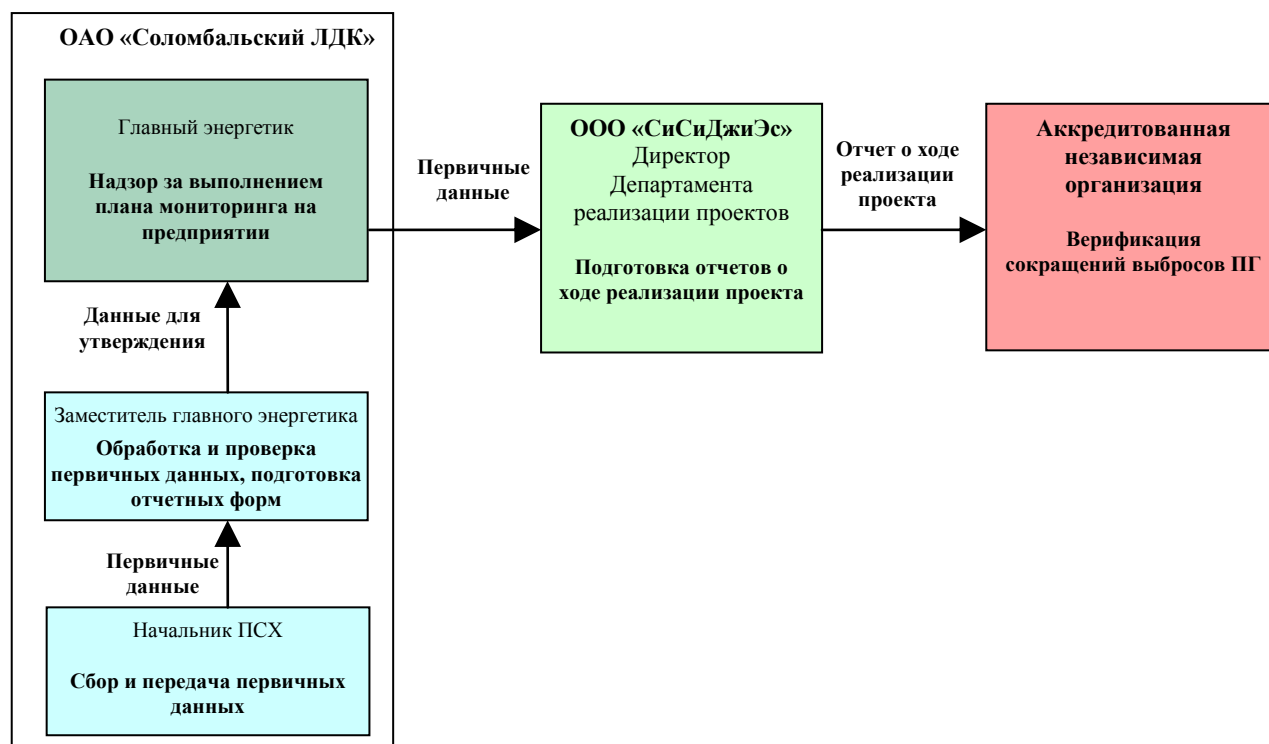 ОАО «Соломбальский ЛДК»
Главный энергетик
Надзор за выполнением
плана мониторинга на
предприятии
Данные для
утверждения
Заместитель главного энергетика
Обработка и проверка
первичных данных, подготовка
отчетных форм
Первичные
данные
Начальник ПСХ
Сбор и передача первичных
данных
Первичные
данные
ООО «СиСиДжиЭс»
Директор
Департамента
реализации проектов
Подготовка отчетов о
ходе реализации проекта
Отчет о ходе
реализации
проекта
Аккредитованная
независимая
организация
Верификация
сокращений выбросов ПГ